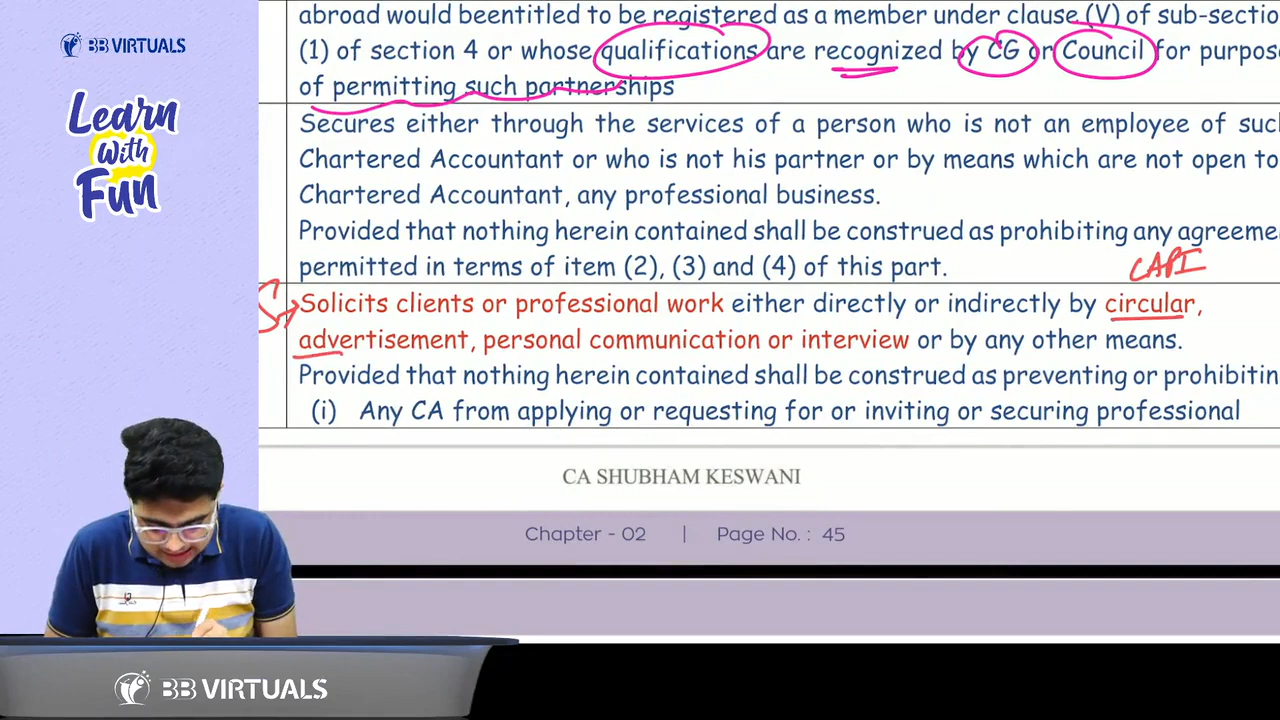 BB VIRTUALS
Learn
With
Fun
abroad would beentitled to be registered as a member under clause (V) of sub-sectio
(1) of section 4 or whose qualifications are recognized by CG or Council for purpos
of permitting such partnerships
Secures either through the services of a person who is not an employee of suc
Chartered Accountant or who is not his partner or by means which are not open to
Chartered Accountant, any professional business.
Provided that nothing herein contained shall be construed as prohibiting any agreeme
permitted in terms of item (2), (3) and (4) of this part.
CAPI
Solicits clients or professional work either directly or indirectly by circular,
advertisement, personal communication or interview or by any other means.
Provided that nothing herein contained shall be construed as preventing or prohibitin
(i) Any CA from applying or requesting for or inviting or securing professional
CA SHUBHAM KESWANI
Chapter - 02 | Page No. : 45
BB VIRTUALS